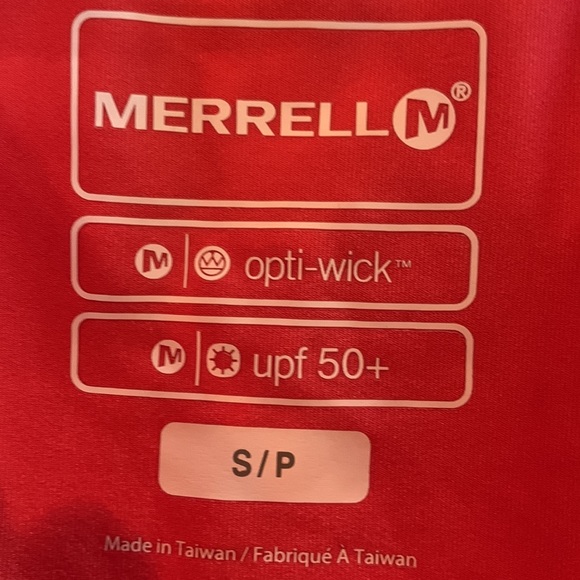 MERRELL M®
M opti-wick™
M upf 50+
S/P
Made in Taiwan / Fabriqué À Taiwan